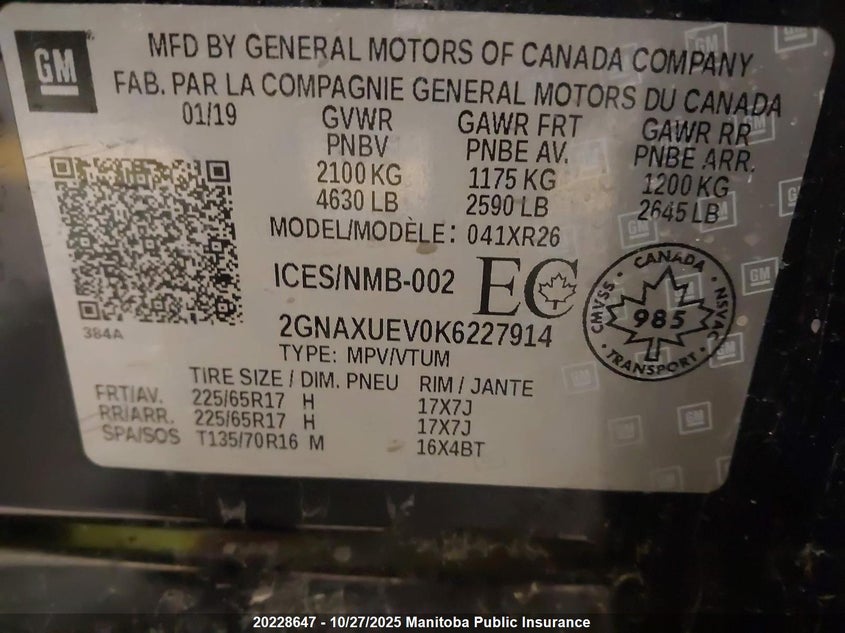 GM
MFD BY GENERAL MOTORS OF CANADA COMPANY
FAB. PAR LA COMPAGNIE GENERAL MOTORS DU CANADA
01/19 GVWR GAWR FRT GAWR RR
PNBV PNBE AV. PNBE ARR.
2100 KG 1175 KG 1200 KG
4630 LB 2590 LB 2645 LB
MODEL/MODÈLE: 041XR26
ICES/NMB-002 EC
384A
2GNAXUEV0K6227914
TYPE: MPV/VTUM
CANADA
CMVSS · NSVAC
985
TRANSPORT
TIRE SIZE / DIM. PNEU RIM / JANTE
FRT/AV. 225/65R17 H 17X7J
RR/ARR. 225/65R17 H 17X7J
SPA/SOS T135/70R16 M 16X4BT
20228647 - 10/27/2025 Manitoba Public Insurance